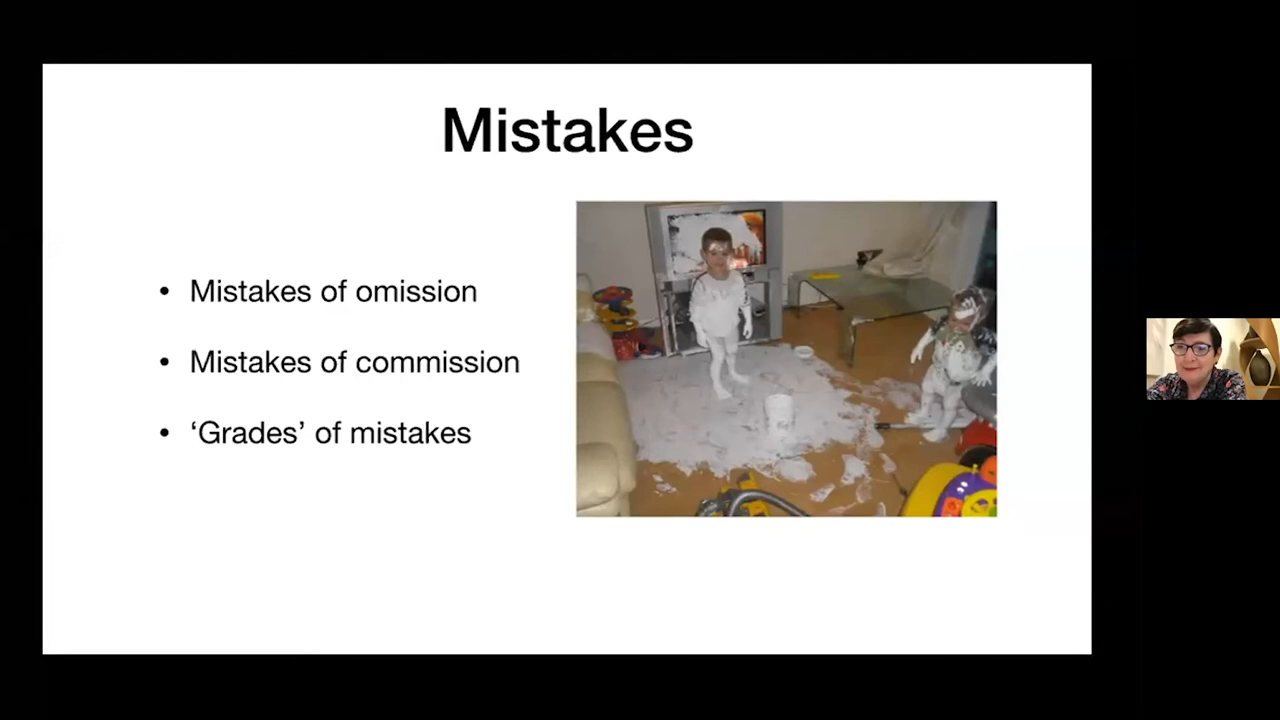 Mistakes
• Mistakes of omission
• Mistakes of commission
• ‘Grades’ of mistakes